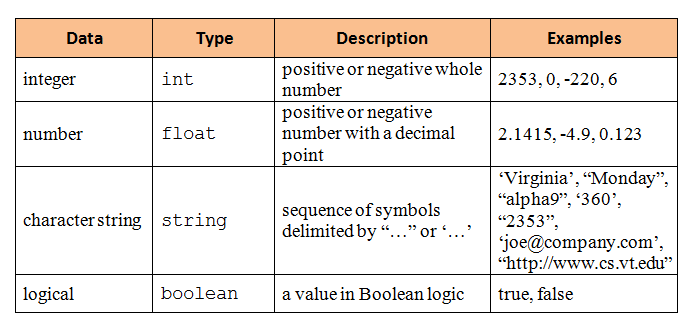 Data Type Description Examples
integer int positive or negative whole number 2353, 0, -220, 6
number float positive or negative number with a decimal point 2.1415, -4.9, 0.123
character string string sequence of symbols delimited by “…” or ‘…’ ‘Virginia’, “Monday”, “alpha9”, ‘360’, “2353”, ‘joe@company.com’, “http://www.cs.vt.edu”
logical boolean a value in Boolean logic true, false